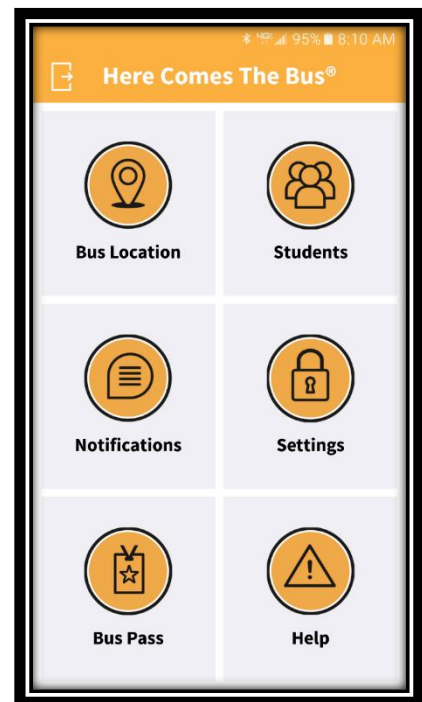 95% 8:10 AM
Here Comes The Bus®
Bus Location
Students
Notifications
Settings
Bus Pass
Help